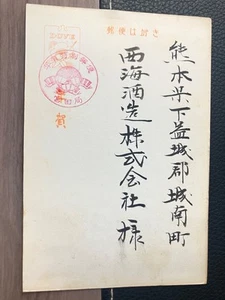 郵便はがき
熊本県下益城郡城南町
西海酒造株式会社様
賀